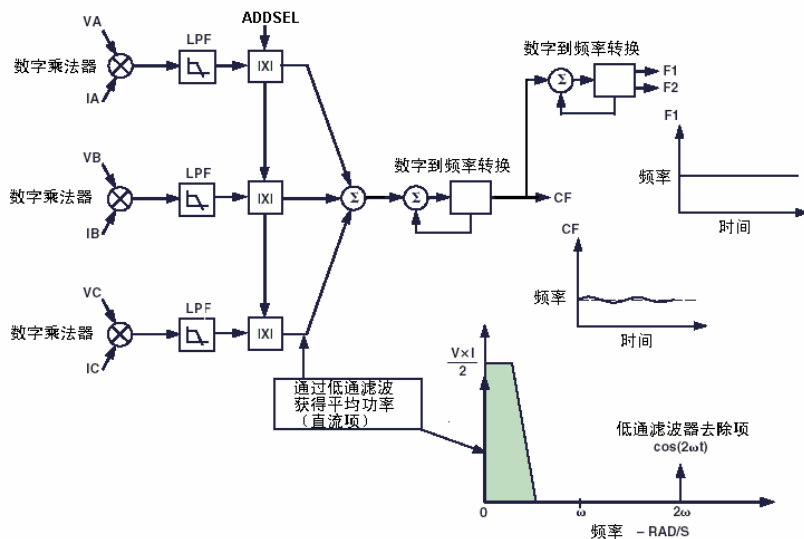 VA
ADDSEL
LPF
数字乘法器
|X|
IA
数字到频率转换
Σ
F1
F2
F1
频率
时间
VB
LPF
数字乘法器
|X|
IB
Σ
数字到频率转换
Σ
CF
CF
频率
时间
VC
LPF
数字乘法器
|X|
IC
通过低通滤波
获得平均功率
(直流项)
V×I
2
低通滤波器去除项
cos(2ωt)
0
ω
2ω
频率 – RAD/S